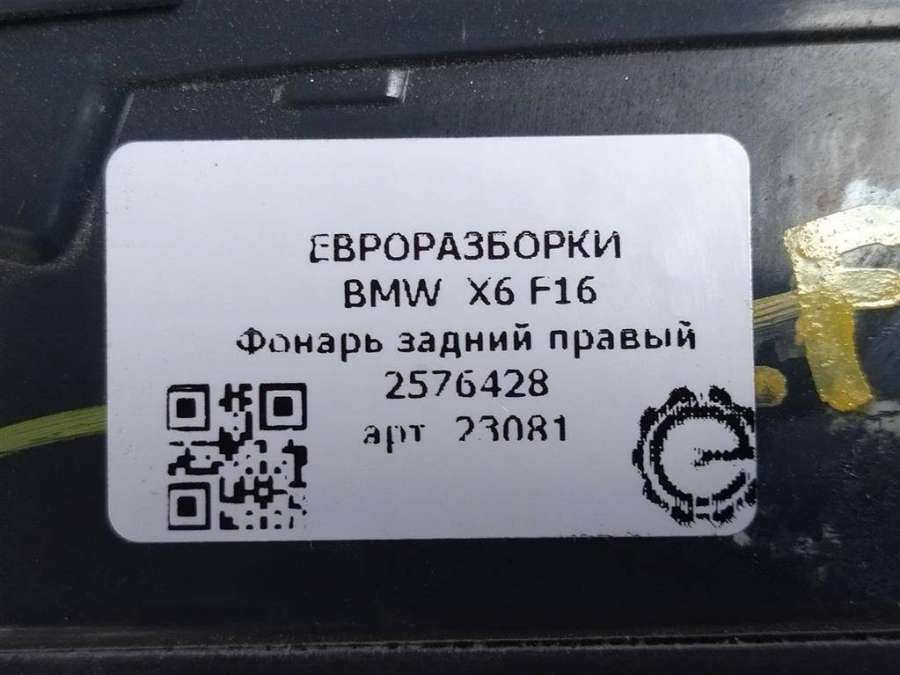 ЕВРОРАЗБОРКИ
BMW X6 F16
Фонарь задний правый
2576428
арт 23081
.F